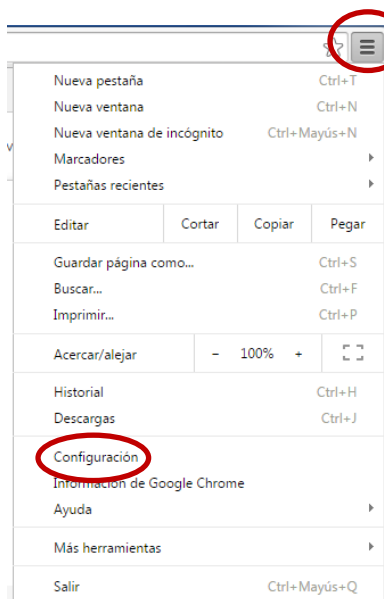 Nueva pestaña Ctrl+T
Nueva ventana Ctrl+N
Nueva ventana de incógnito Ctrl+Mayús+N
Marcadores
Pestañas recientes
Editar Cortar Copiar Pegar
Guardar página como... Ctrl+S
Buscar... Ctrl+F
Imprimir... Ctrl+P
Acercar/alejar - 100% +
Historial Ctrl+H
Descargas Ctrl+J
Configuración
Información de Google Chrome
Ayuda
Más herramientas
Salir Ctrl+Mayús+Q